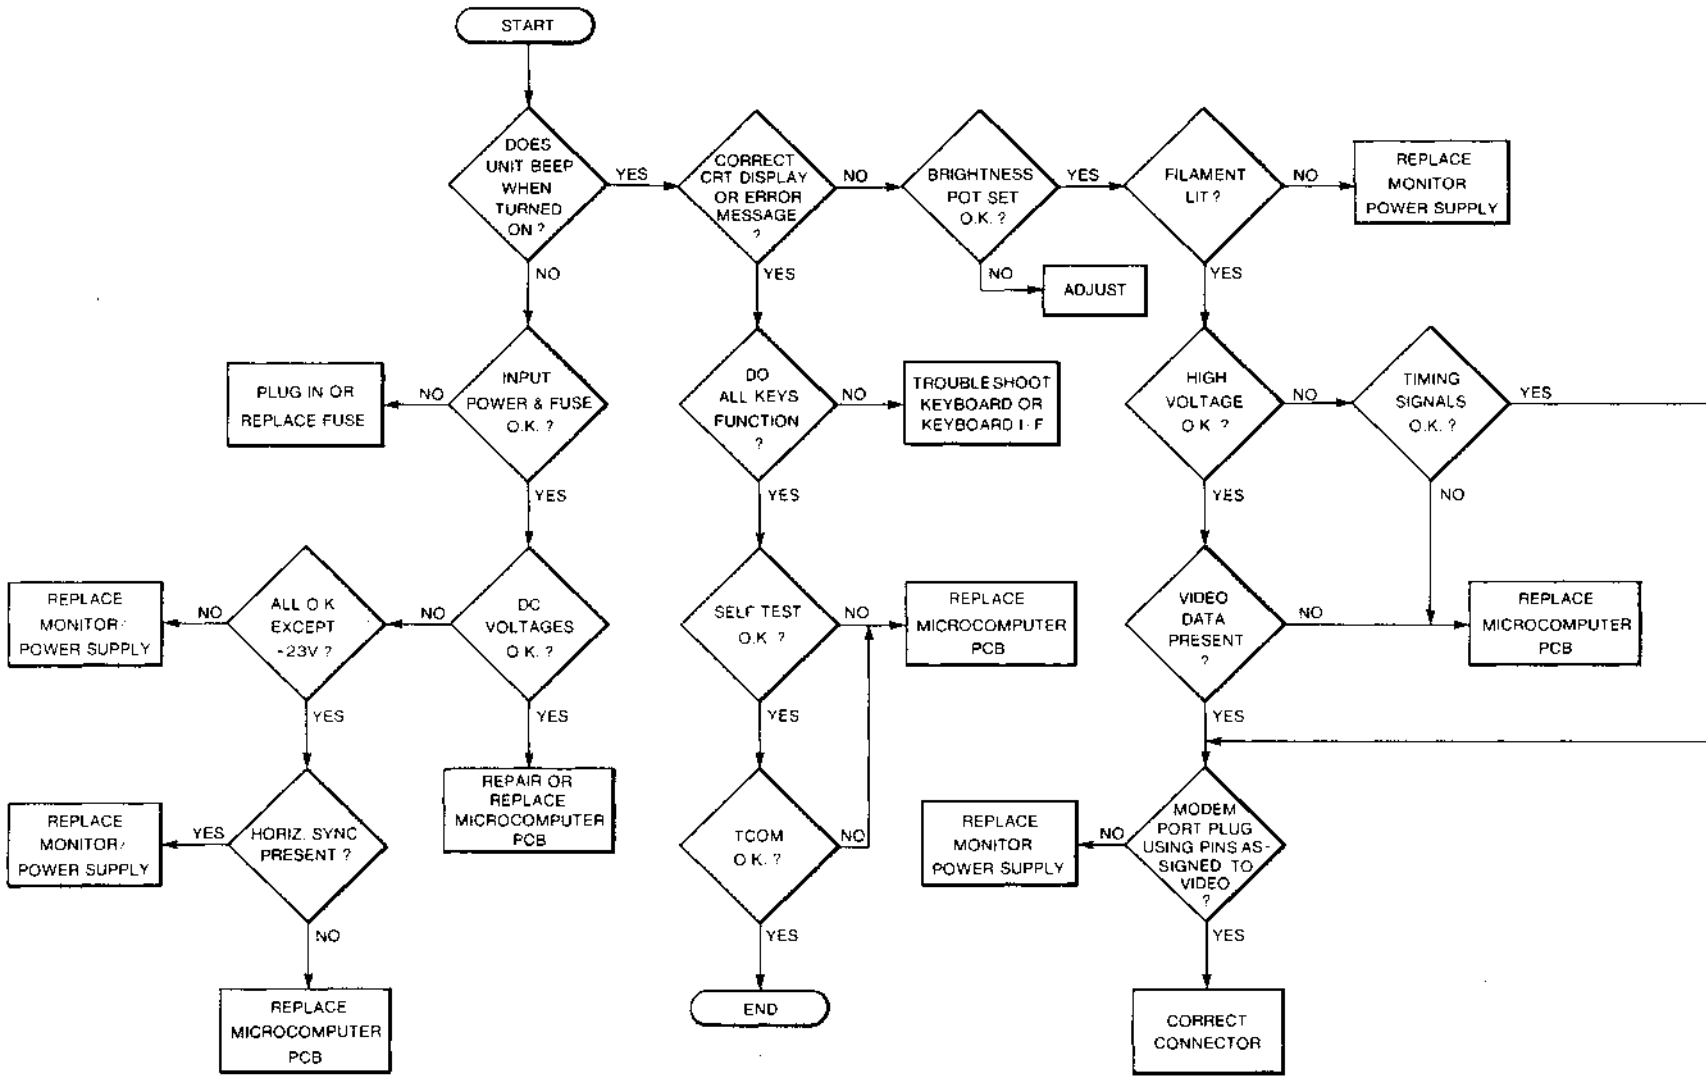 START
DOES
UNIT BEEP
WHEN
TURNED
ON ?
YES
NO
CORRECT
CRT DISPLAY
OR ERROR
MESSAGE
?
NO
YES
BRIGHTNESS
POT SET
O.K. ?
YES
NO
ADJUST
FILAMENT
LIT ?
NO
YES
REPLACE
MONITOR
POWER SUPPLY
PLUG IN OR
REPLACE FUSE
NO
INPUT
POWER & FUSE
O.K. ?
YES
DO
ALL KEYS
FUNCTION
?
NO
YES
TROUBLESHOOT
KEYBOARD OR
KEYBOARD I-F
HIGH
VOLTAGE
O K ?
NO
YES
TIMING
SIGNALS
O.K. ?
YES
NO
REPLACE
MONITOR/
POWER SUPPLY
NO
ALL O K
EXCEPT
-23V ?
YES
NO
DC
VOLTAGES
O K. ?
YES
SELF TEST
O.K ?
NO
YES
REPLACE
MICROCOMPUTER
PCB
VIDEO
DATA
PRESENT
?
NO
YES
REPLACE
MICROCOMPUTER
PCB
REPLACE
MONITOR/
POWER SUPPLY
YES
HORIZ. SYNC
PRESENT ?
NO
REPAIR OR
REPLACE
MICROCOMPUTER
PCB
TCOM
O K. ?
NO
YES
REPLACE
MONITOR
POWER SUPPLY
NO
MODEM
PORT PLUG
USING PINS AS-
SIGNED TO
VIDEO
?
YES
REPLACE
MICROCOMPUTER
PCB
END
CORRECT
CONNECTOR